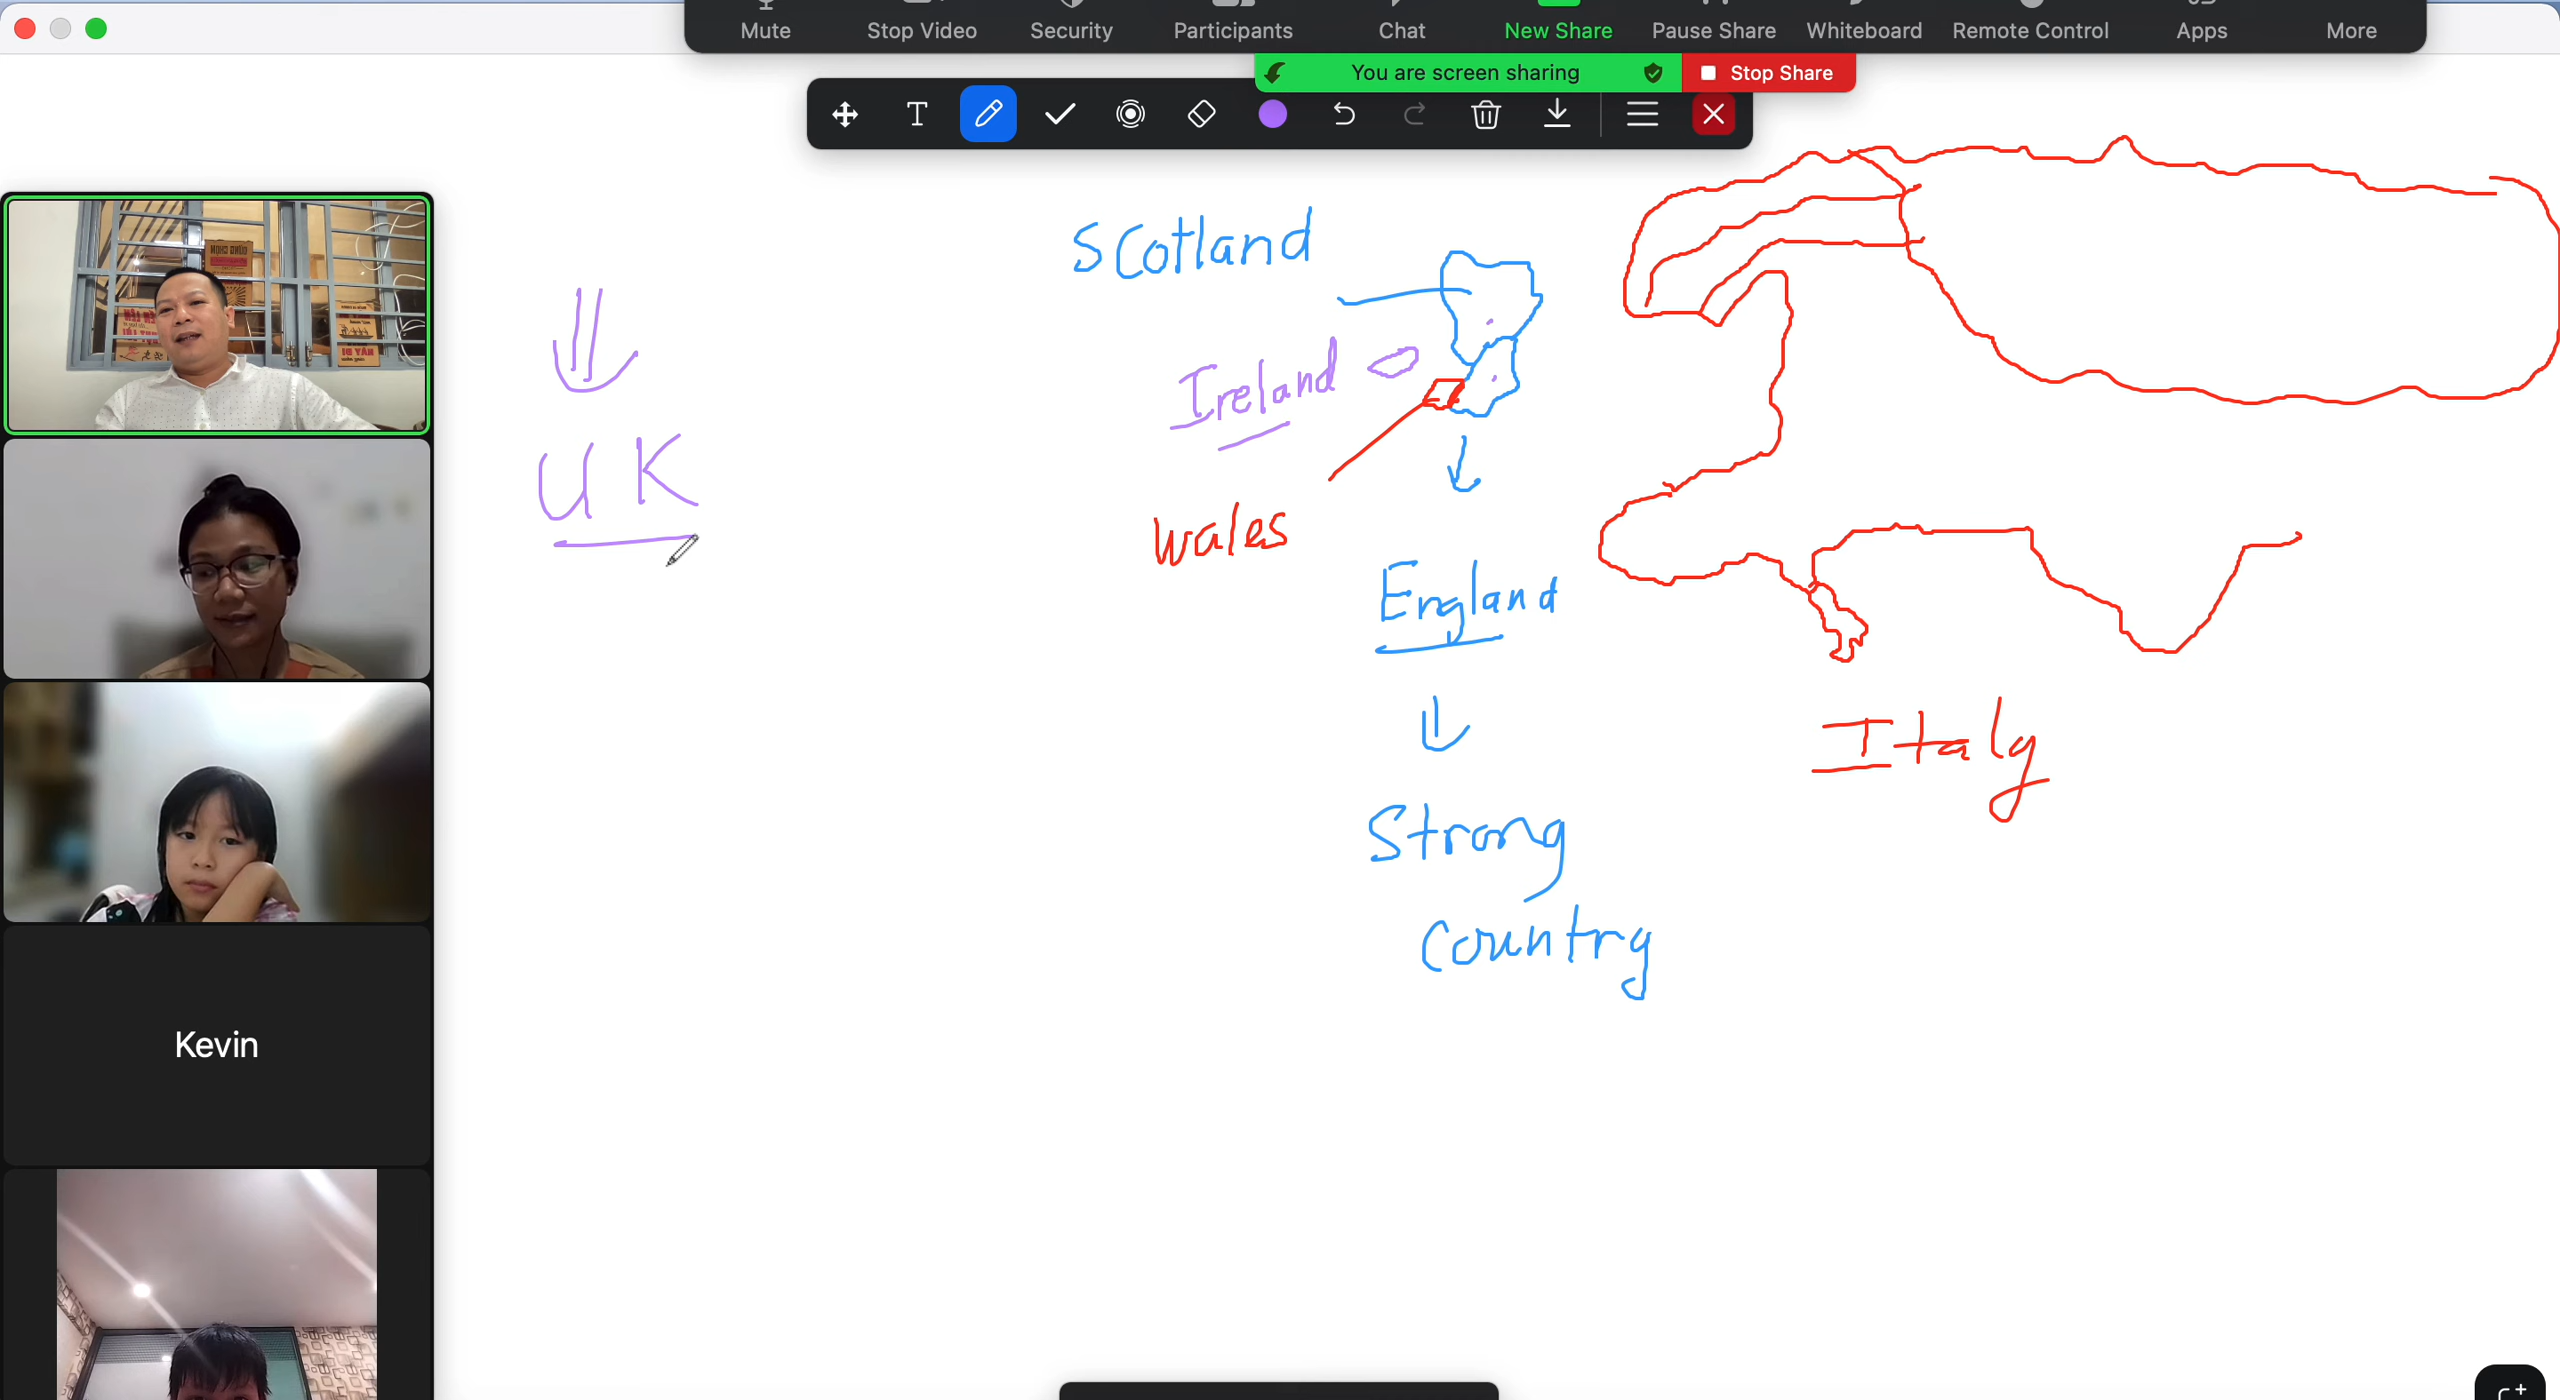 Mute
Stop Video
Security
Participants
Chat
New Share
Pause Share
Whiteboard
Remote Control
Apps
More
You are screen sharing
Stop Share
T
Scotland
Ireland
UK
Wales
England
Italy
Strong
Country
Kevin